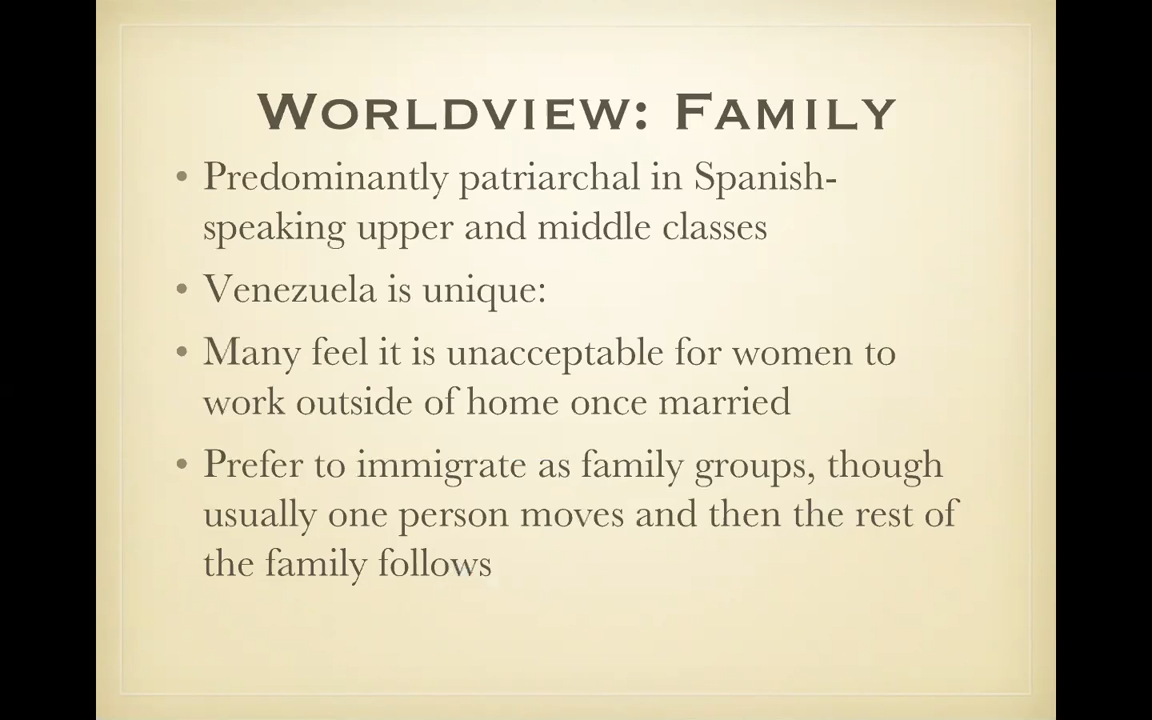 Worldview: Family
• Predominantly patriarchal in Spanish-
speaking upper and middle classes
• Venezuela is unique:
• Many feel it is unacceptable for women to
work outside of home once married
• Prefer to immigrate as family groups, though
usually one person moves and then the rest of
the family follows